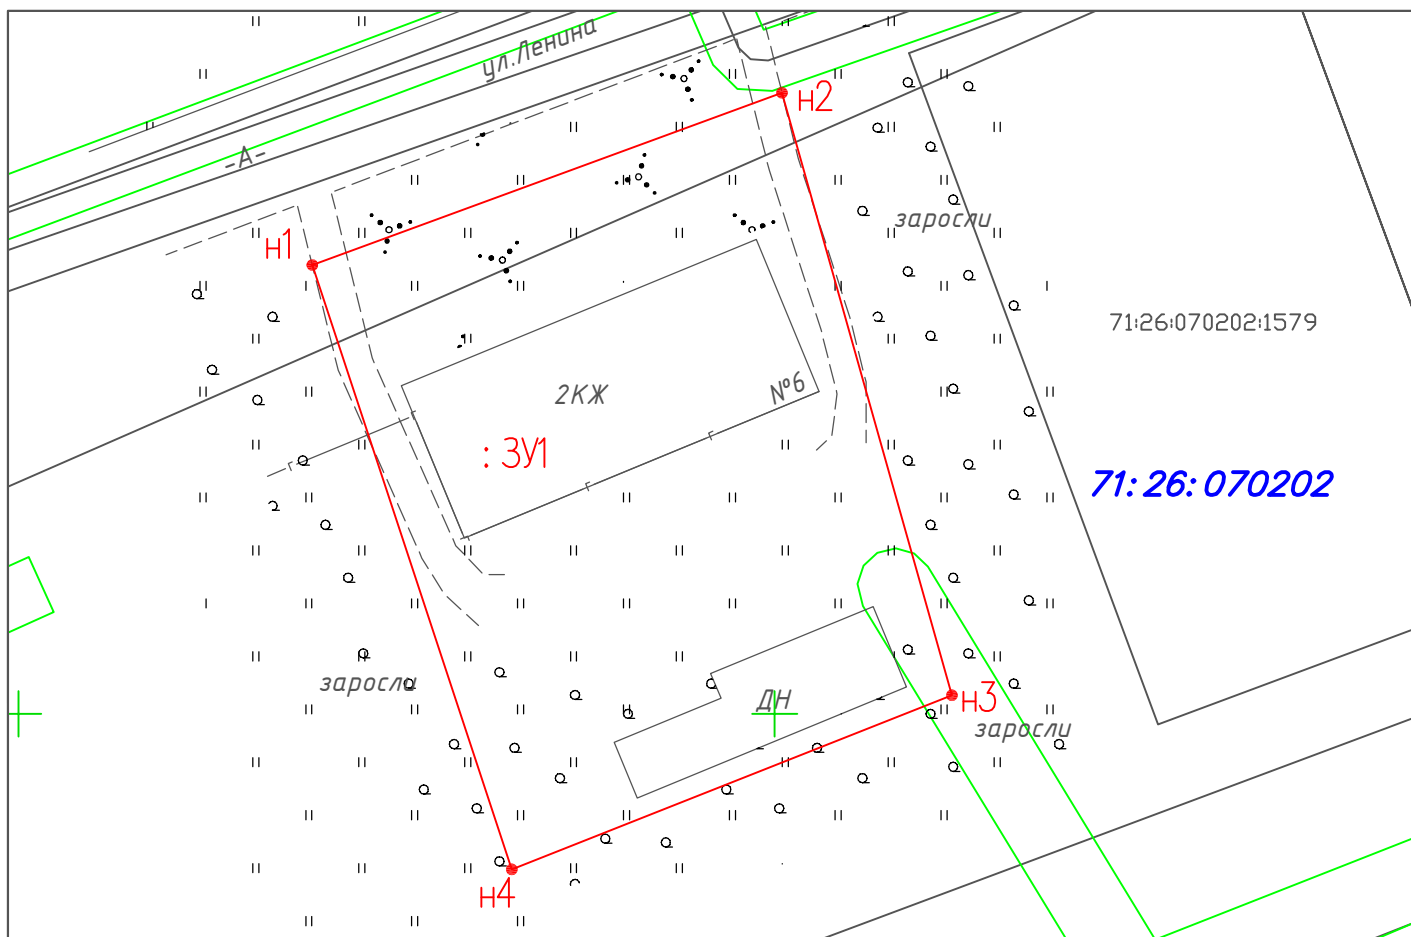 ул.Ленина
-А-
н2
н1
заросли
71:26:070202:1579
2КЖ
№6
: ЗУ1
71:26:070202
заросли
ДН
н3
заросли
н4